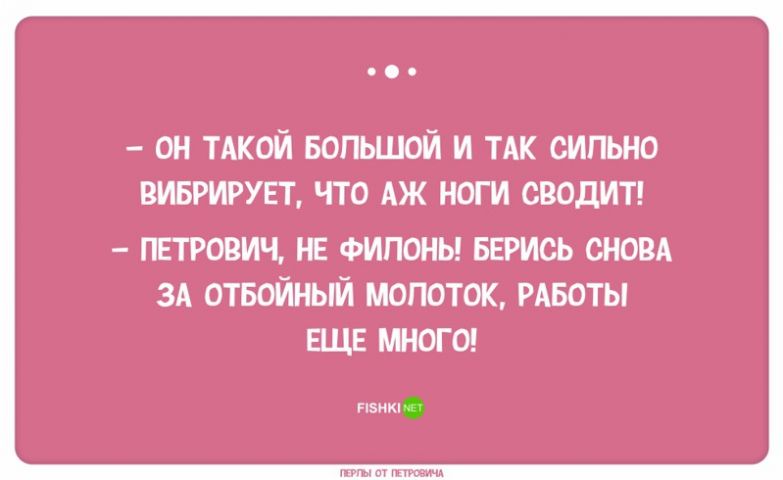 – ОН ТАКОЙ БОЛЬШОЙ И ТАК СИЛЬНО
ВИБРИРУЕТ, ЧТО АЖ НОГИ СВОДИТ!
– ПЕТРОВИЧ, НЕ ФИЛОНЬ! БЕРИСЬ СНОВА
ЗА ОТБОЙНЫЙ МОЛОТОК, РАБОТЫ
ЕЩЕ МНОГО!
FISHKI NET
ПЕРЛЫ ОТ ПЕТРОВИЧА